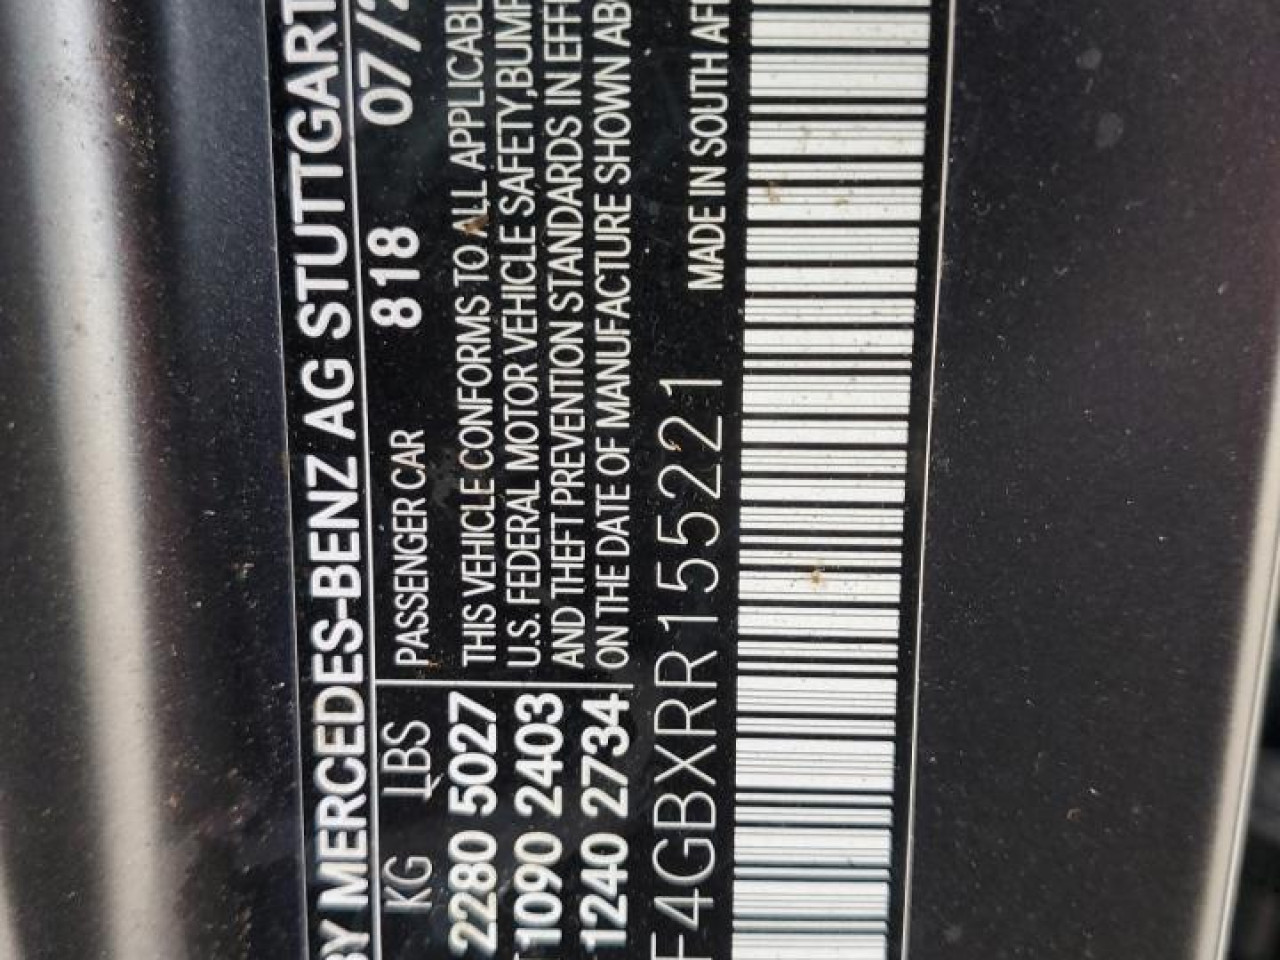 BY MERCEDES-BENZ AG STUTTGART
KG LBS
2280 5027
1090 2403
1240 2734
PASSENGER CAR 818 07/2
THIS VEHICLE CONFORMS TO ALL APPLICABL
U.S. FEDERAL MOTOR VEHICLE SAFETY,BUMP
AND THEFT PREVENTION STANDARDS IN EFF
ON THE DATE OF MANUFACTURE SHOWN AB
F4GBXRR155221 MADE IN SOUTH AF